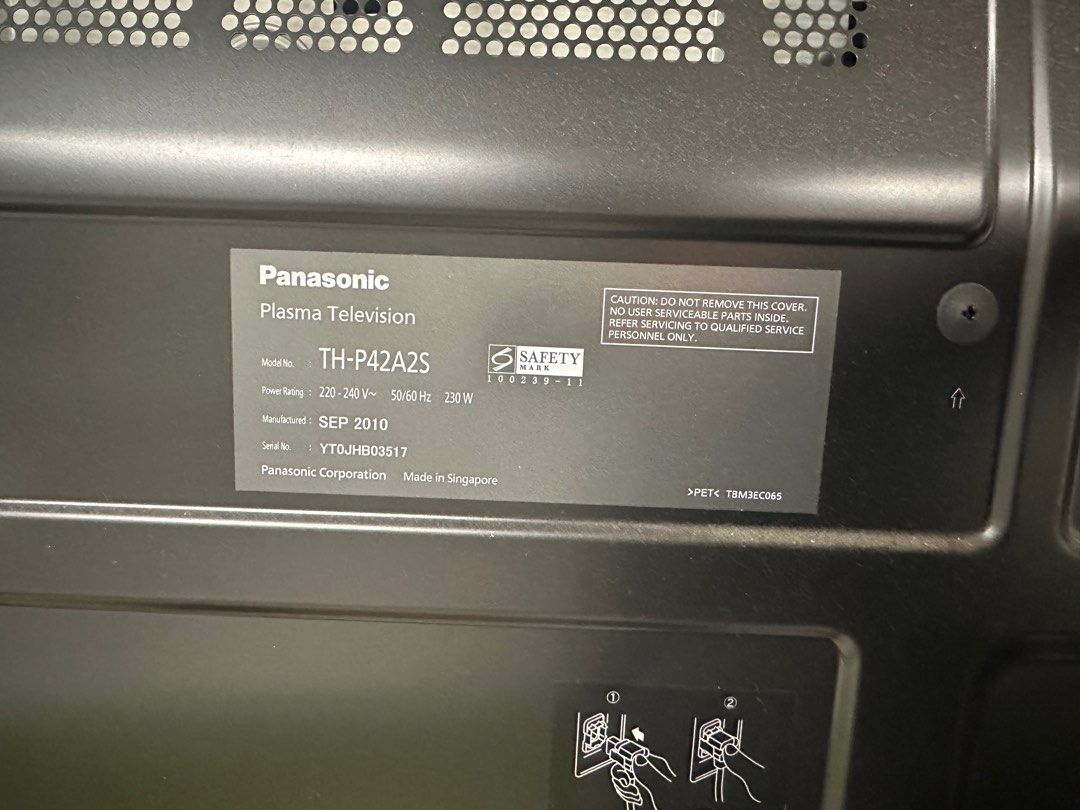 Panasonic
Plasma Television
Model No. : TH-P42A2S
Power Rating : 220 - 240 V~ 50/60 Hz 230 W
Manufactured : SEP 2010
Serial No. : YT0JHB03517
Panasonic Corporation Made in Singapore
SAFETY
MARK
100239-11
CAUTION: DO NOT REMOVE THIS COVER.
NO USER SERVICEABLE PARTS INSIDE.
REFER SERVICING TO QUALIFIED SERVICE
PERSONNEL ONLY.
>PET< TBM3EC065
① ②